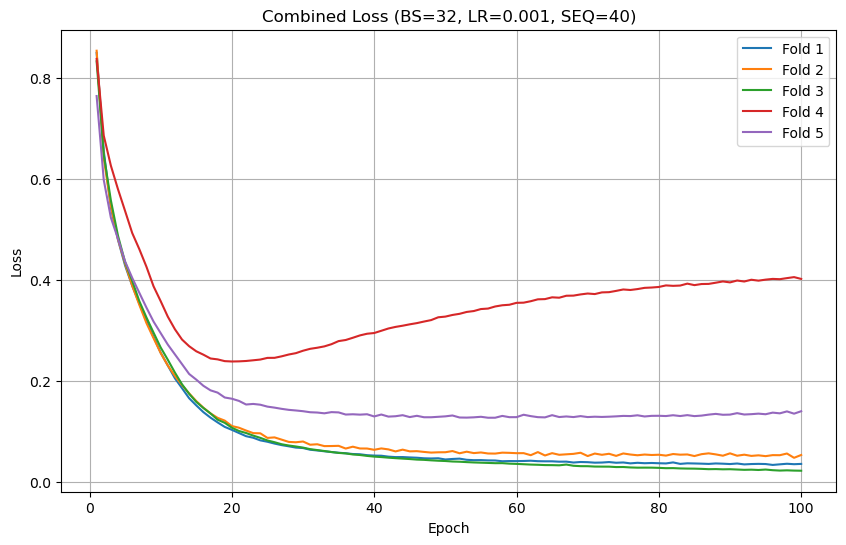 Combined Loss (BS=32, LR=0.001, SEQ=40)
Loss
0.8
0.6
0.4
0.2
0.0
Fold 1
Fold 2
Fold 3
Fold 4
Fold 5
0 20 40 60 80 100
Epoch